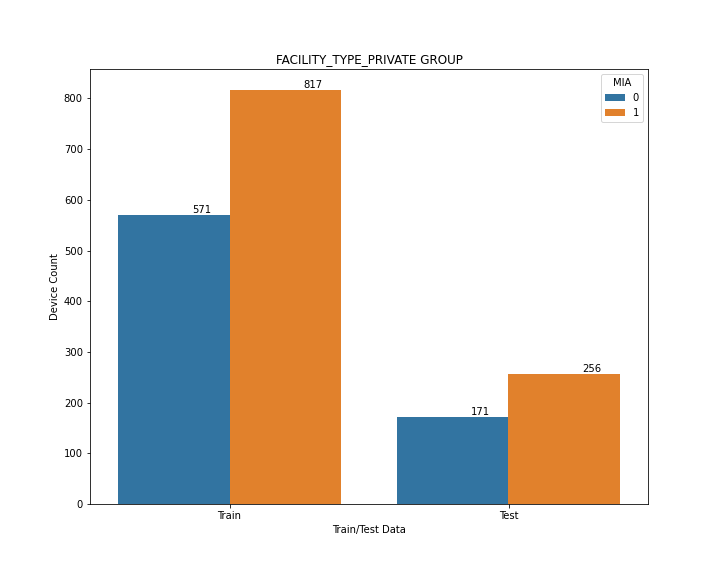 FACILITY_TYPE_PRIVATE GROUP
MIA
0
1
817
571
256
171
800
700
600
500
400
300
200
100
0
Device Count
Train
Test
Train/Test Data